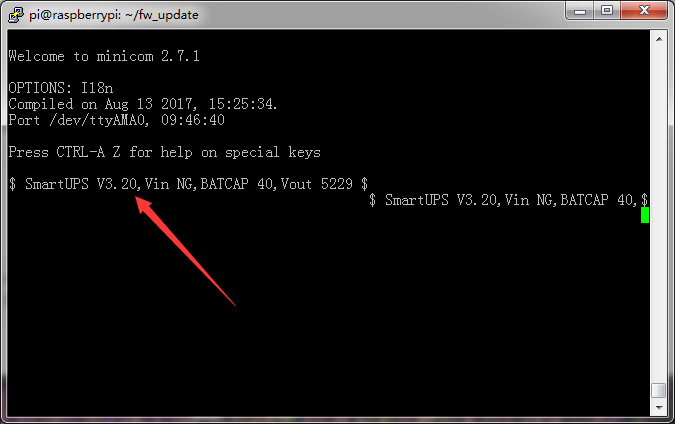 pi@raspberrypi: ~/fw_update
Welcome to minicom 2.7.1
OPTIONS: I18n
Compiled on Aug 13 2017, 15:25:34.
Port /dev/ttyAMA0, 09:46:40
Press CTRL-A Z for help on special keys
$ SmartUPS V3.20,Vin NG,BATCAP 40,Vout 5229 $
$ SmartUPS V3.20,Vin NG,BATCAP 40,$